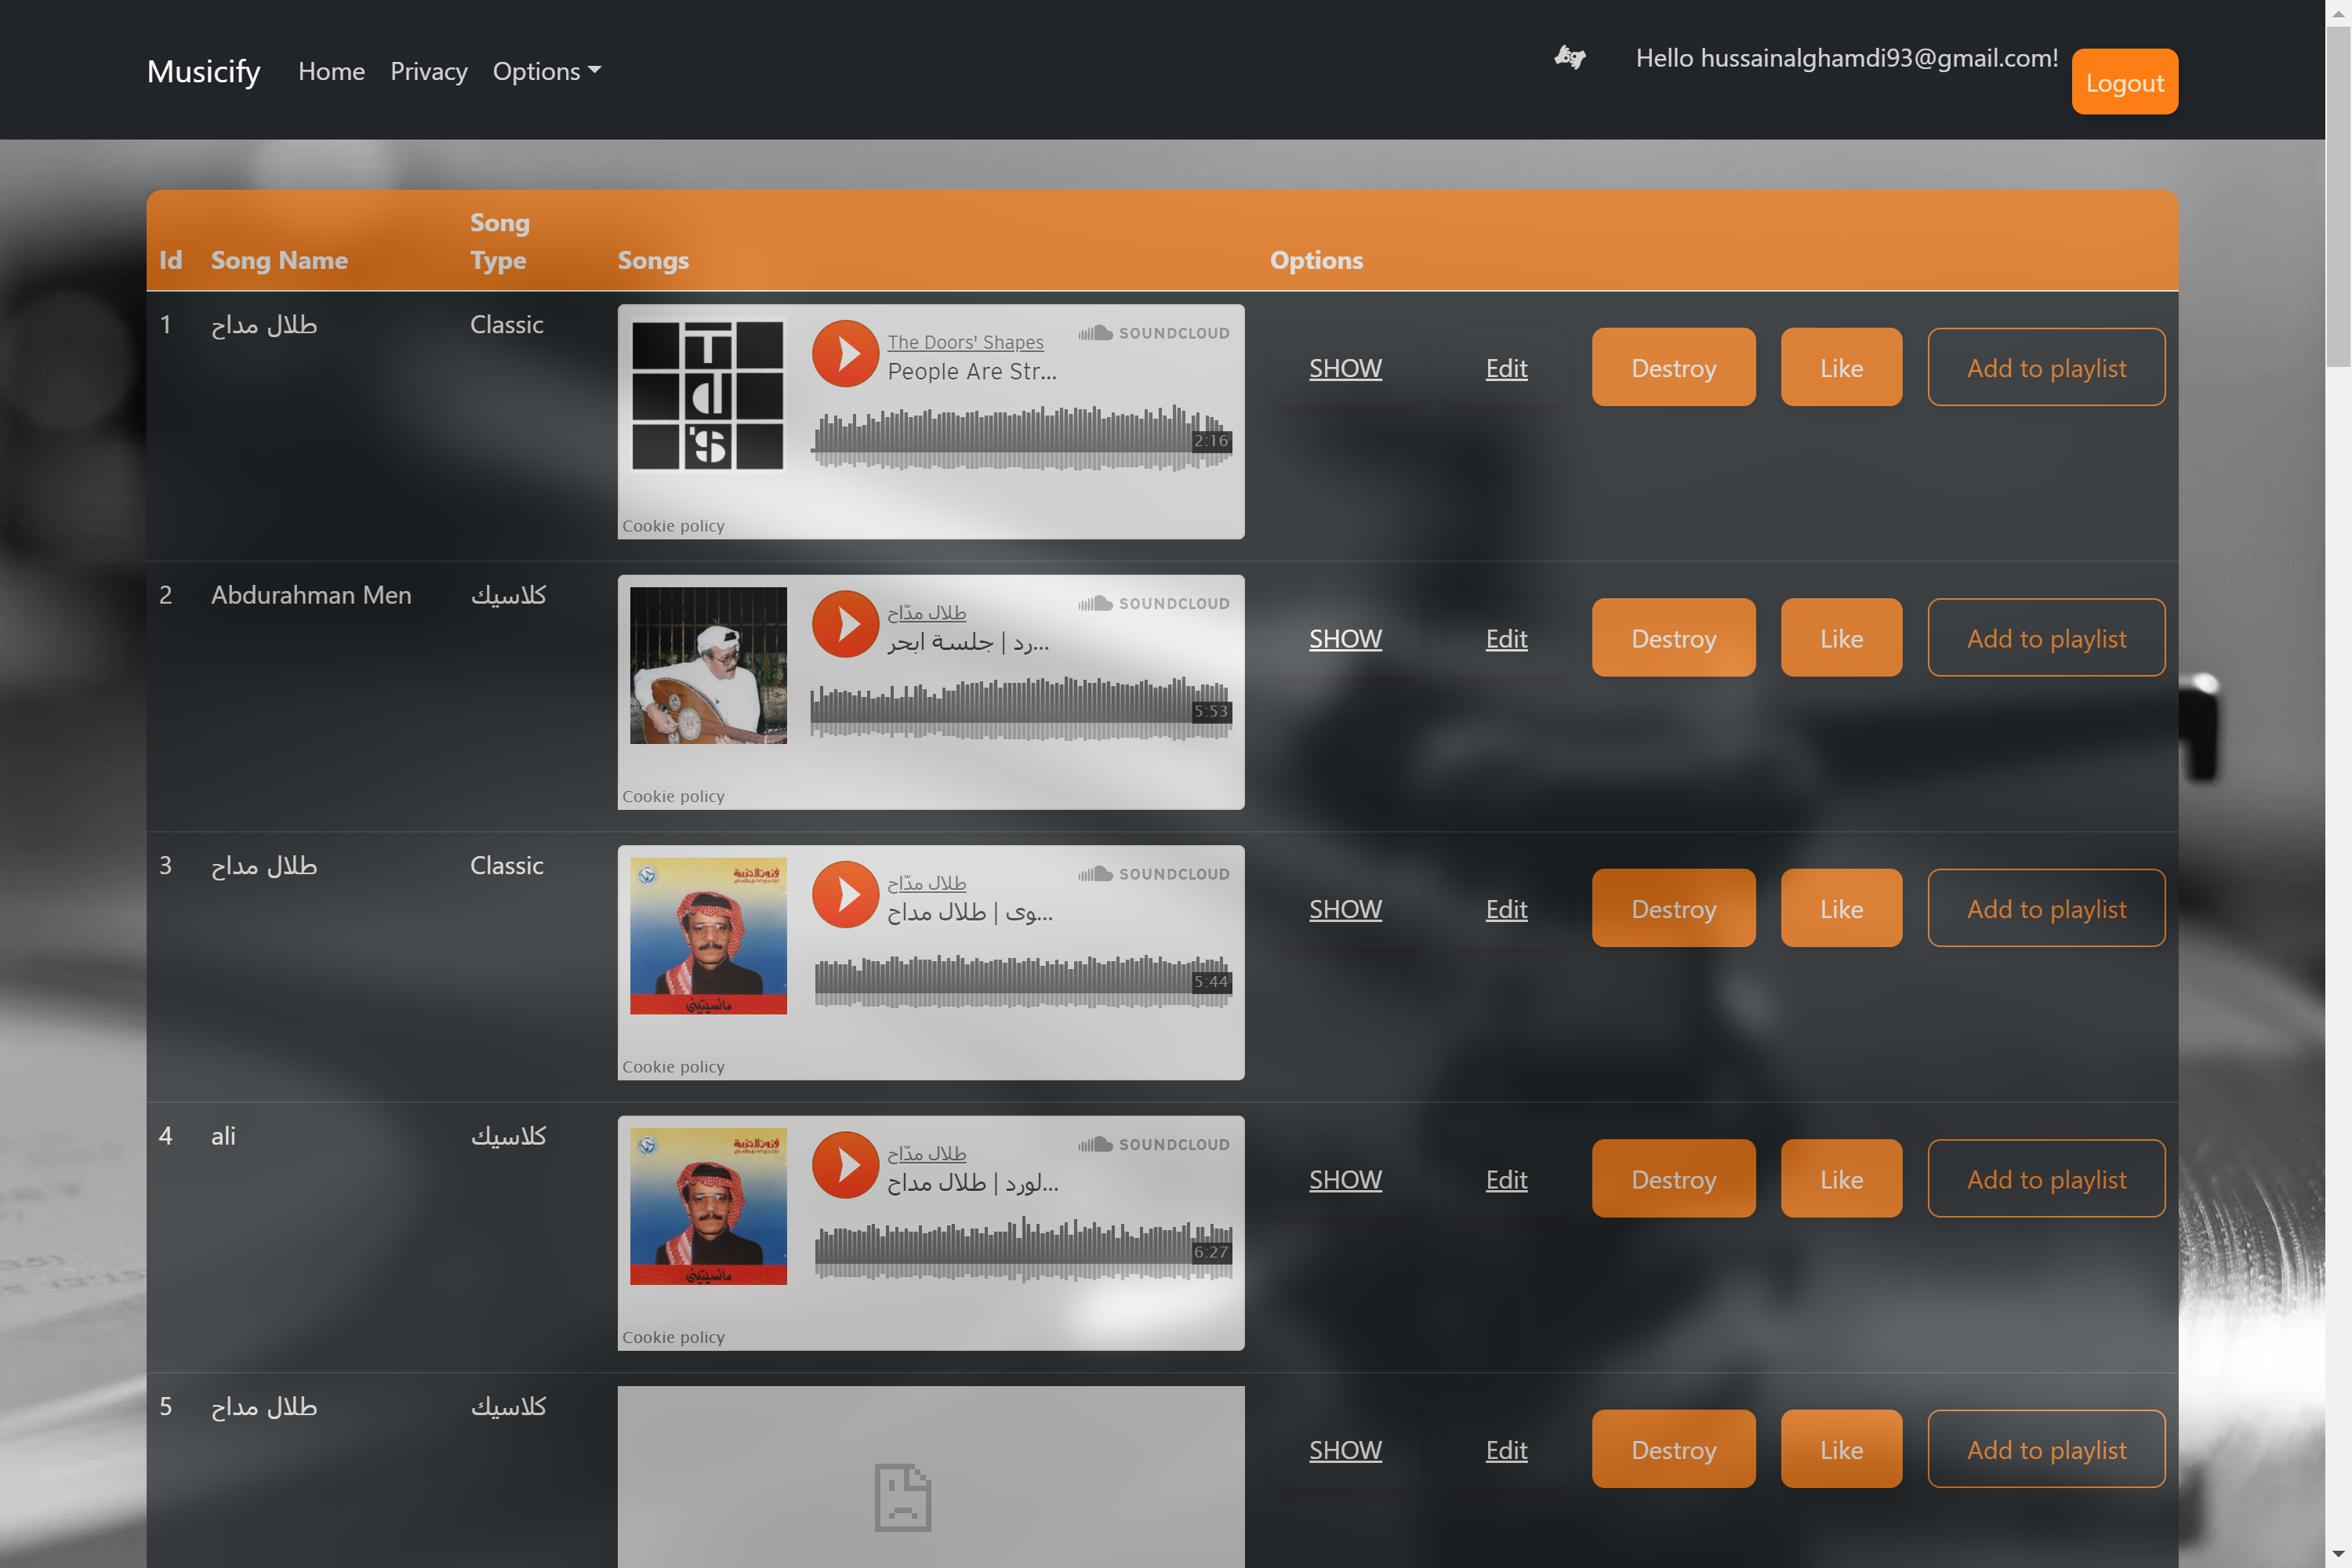 Musicify Home Privacy Options Hello hussainalghamdi93@gmail.com! Logout
Id Song Name Song Type Songs Options
1 طلال مداح Classic
The Doors' Shapes
SOUNDCLOUD
People Are Str...
2:16
Cookie policy
SHOW Edit Destroy Like Add to playlist
2 Abdurahman Men كلاسيك
طلال مدّاح
SOUNDCLOUD
رد | جلسة ابحر...
5:53
Cookie policy
SHOW Edit Destroy Like Add to playlist
3 طلال مداح Classic
طلال مدّاح
SOUNDCLOUD
وى | طلال مداح...
5:44
Cookie policy
SHOW Edit Destroy Like Add to playlist
4 ali كلاسيك
طلال مدّاح
SOUNDCLOUD
لورد | طلال مداح...
6:27
Cookie policy
SHOW Edit Destroy Like Add to playlist
5 طلال مداح كلاسيك
SHOW Edit Destroy Like Add to playlist